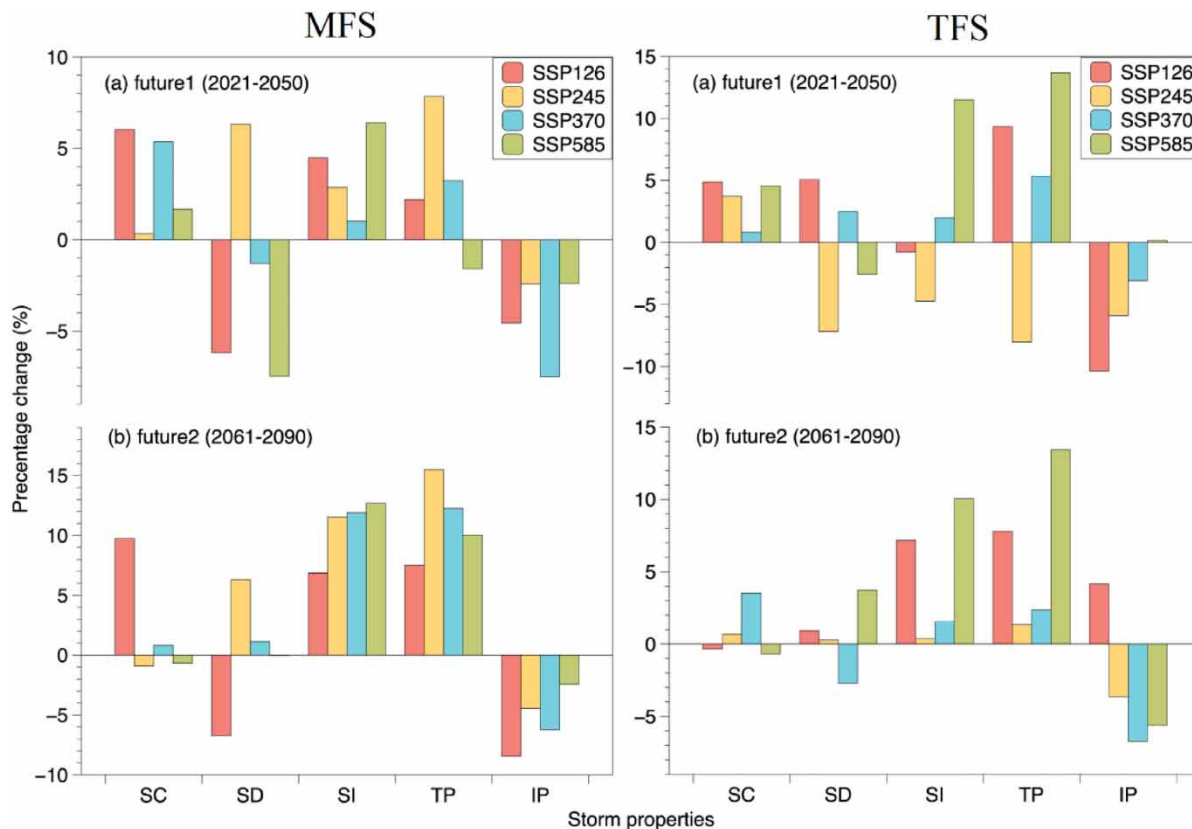 MFS
TFS
Precentage change (%)
10
5
0
−5
(a) future1 (2021-2050)
SSP126
SSP245
SSP370
SSP585
15
10
5
0
−5
−10
(a) future1 (2021-2050)
SSP126
SSP245
SSP370
SSP585
15
10
5
0
−5
−10
(b) future2 (2061-2090)
15
10
5
0
−5
(b) future2 (2061-2090)
SC SD SI TP IP
SC SD SI TP IP
Storm properties